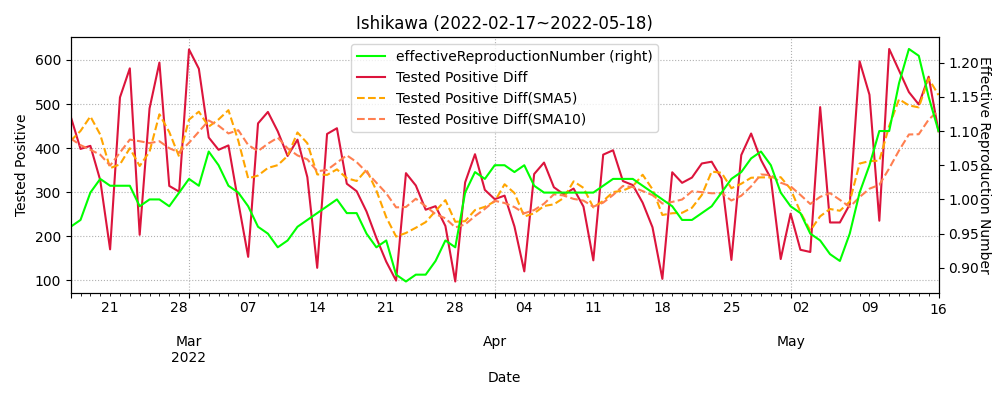 Ishikawa (2022-02-17~2022-05-18)
effectiveReproductionNumber (right)
Tested Positive Diff
Tested Positive Diff(SMA5)
Tested Positive Diff(SMA10)
Tested Positive
600
500
400
300
200
100
1.20
1.15
1.10
1.05
1.00
0.95
0.90
Effective Reproduction Number
21 28 07 14 21 28 04 11 18 25 02 09 16
Mar Apr May
2022
Date